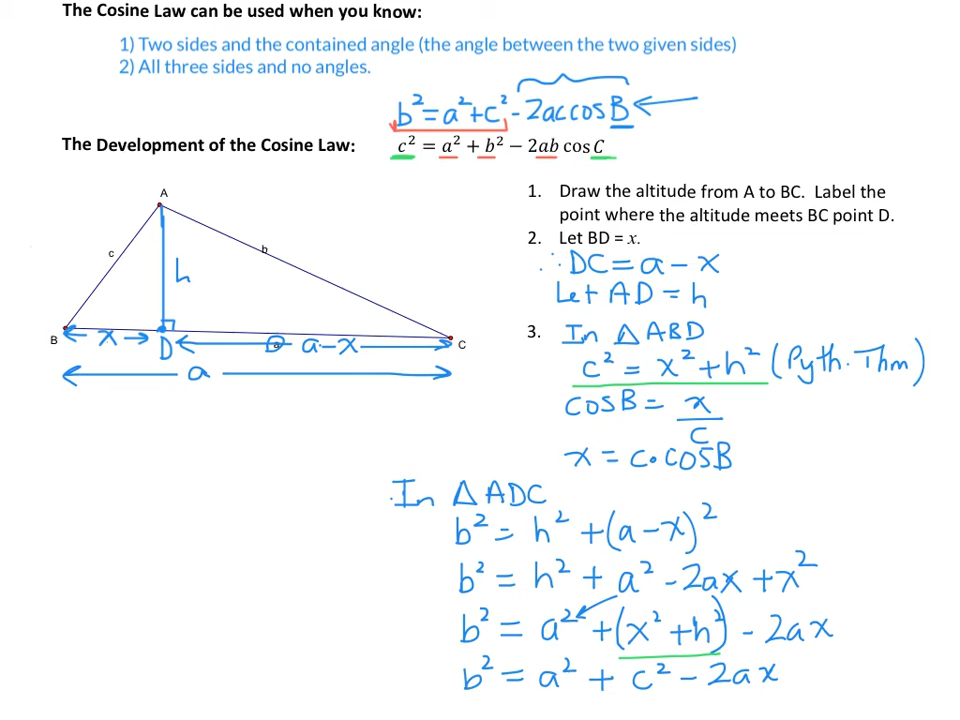 The Cosine Law can be used when you know:
1) Two sides and the contained angle (the angle between the two given sides)
2) All three sides and no angles.
b² = a² + c² - 2ac cos B
The Development of the Cosine Law: c² = a² + b² − 2ab cos C
A
c
b
h
B
x
D
a-x
C
a
1. Draw the altitude from A to BC. Label the
point where the altitude meets BC point D.
2. Let BD = x.
∴ DC = a - x
Let AD = h
3. In △ ABD
c² = x² + h² (Pyth. Thm)
cos B = x/c
x = c · cos B
In △ ADC
b² = h² + (a-x)²
b² = h² + a² - 2ax + x²
b² = a² + (x² + h²) - 2ax
b² = a² + c² - 2ax